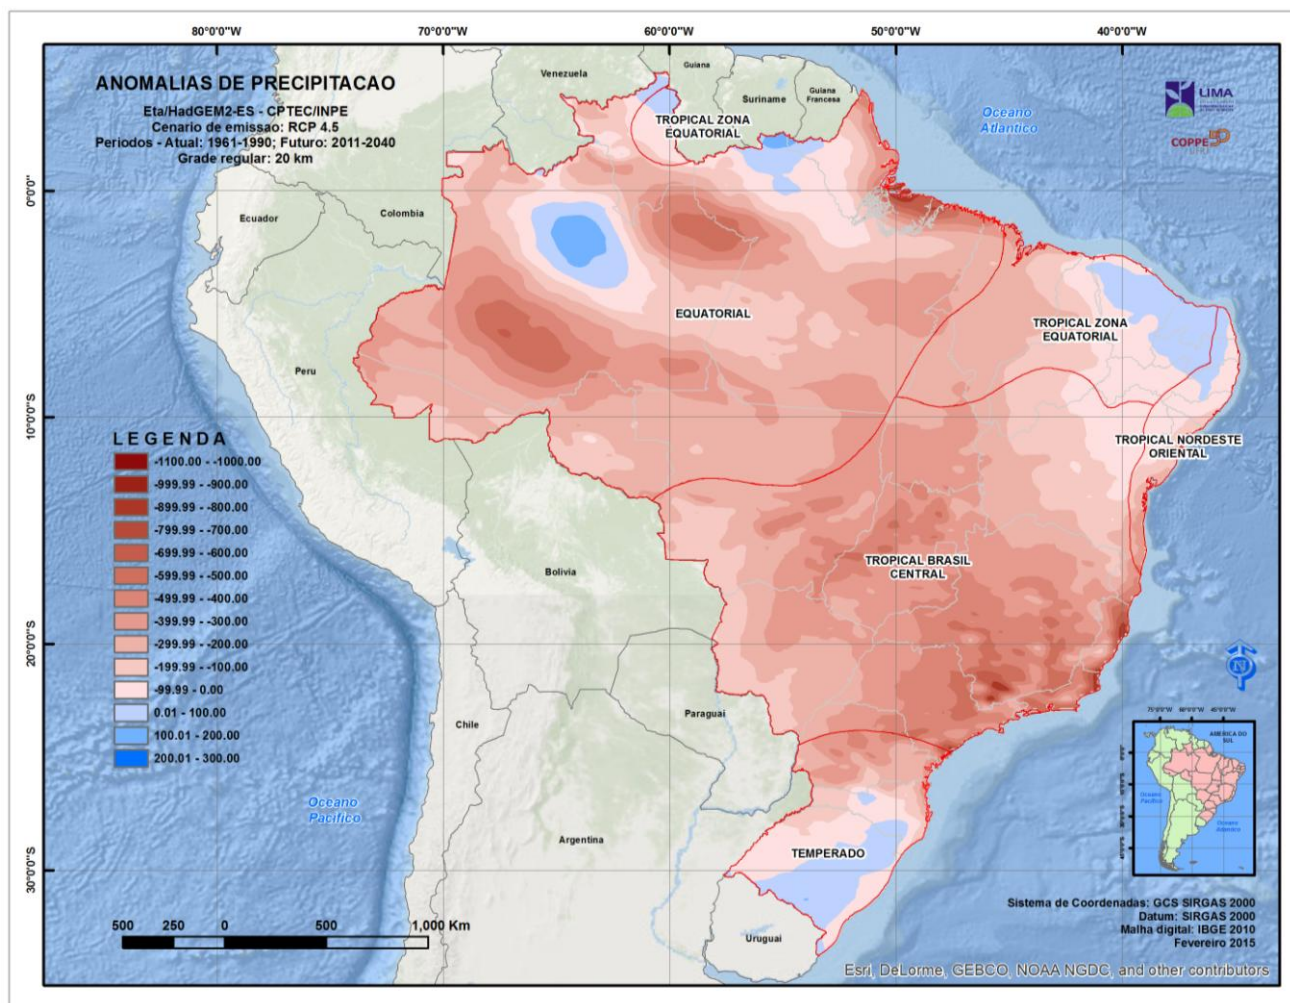 80°0'0"W
70°0'0"W
60°0'0"W
50°0'0"W
40°0'0"W
ANOMALIAS DE PRECIPITACAO
Eta/HadGEM2-ES - CPTEC/INPE
Cenario de emissao: RCP 4.5
Periodos - Atual: 1961-1990; Futuro: 2011-2040
Grade regular: 20 km
Venezuela
Guiana
Suriname
Guiana
Francesa
Oceano
Atlantico
LIMA
COPPE
TROPICAL ZONA
EQUATORIAL
0°0'0"
Ecuador
Colombia
EQUATORIAL
TROPICAL ZONA
EQUATORIAL
Peru
10°0'0"S
TROPICAL NORDESTE
ORIENTAL
LEGENDA
-1100.00 - -1000.00
-999.99 - -900.00
-899.99 - -800.00
-799.99 - -700.00
-699.99 - -600.00
-599.99 - -500.00
-499.99 - -400.00
-399.99 - -300.00
-299.99 - -200.00
-199.99 - -100.00
-99.99 - 0.00
0.01 - 100.00
100.01 - 200.00
200.01 - 300.00
TROPICAL BRASIL
CENTRAL
Bolivia
20°0'0"S
N
Paraguai
Chile
AMERICA DO
SUL
Oceano
Pacifico
Oceano
Atlantico
Oceano
Pacifico
Argentina
TEMPERADO
30°0'0"S
Uruguai
500 250 0 500 1,000 Km
Sistema de Coordenadas: GCS SIRGAS 2000
Datum: SIRGAS 2000
Malha digital: IBGE 2010
Fevereiro 2015
Esri, DeLorme, GEBCO, NOAA NGDC, and other contributors